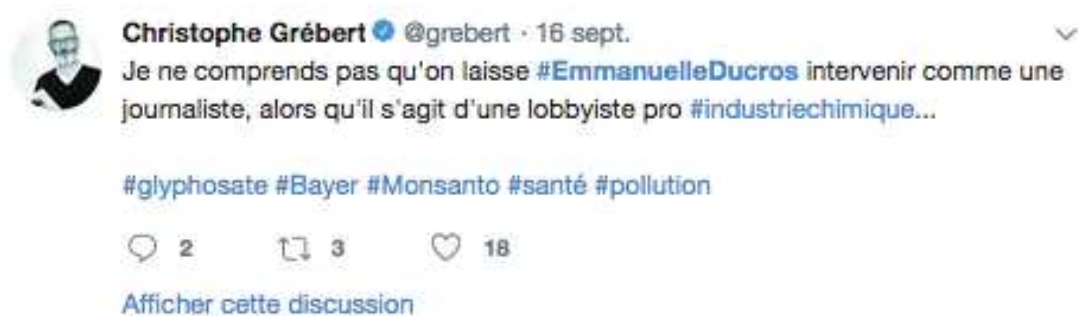 Christophe Grébert @grebert · 16 sept.
Je ne comprends pas qu'on laisse #EmmanuelleDucros intervenir comme une
journaliste, alors qu'il s'agit d'une lobbyiste pro #industriechimique...
#glyphosate #Bayer #Monsanto #santé #pollution
2 3 18
Afficher cette discussion